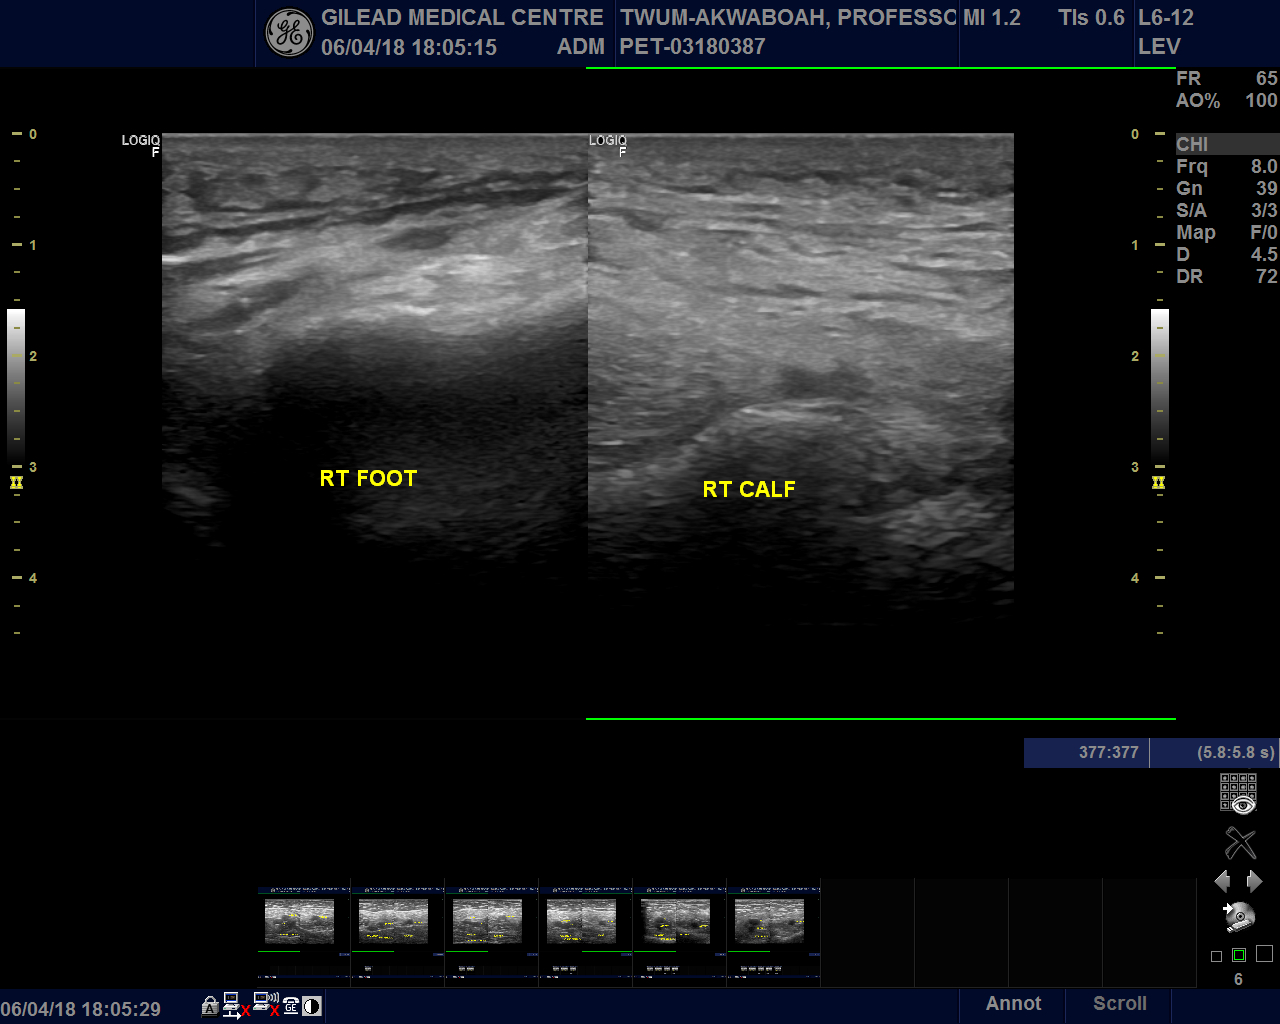 GILEAD MEDICAL CENTRE
06/04/18 18:05:15 ADM
TWUM-AKWABOAH, PROFESSO
PET-03180387
MI 1.2 TIs 0.6
L6-12
LEV
FR 65
AO% 100
CHI
Frq 8.0
Gn 39
S/A 3/3
Map F/0
D 4.5
DR 72
LOGIQ
F
LOGIQ
F
0
1
2
3
4
0
1
2
3
4
RT FOOT
RT CALF
377:377 (5.8:5.8 s)
6
06/04/18 18:05:29
A
GE
Annot
Scroll